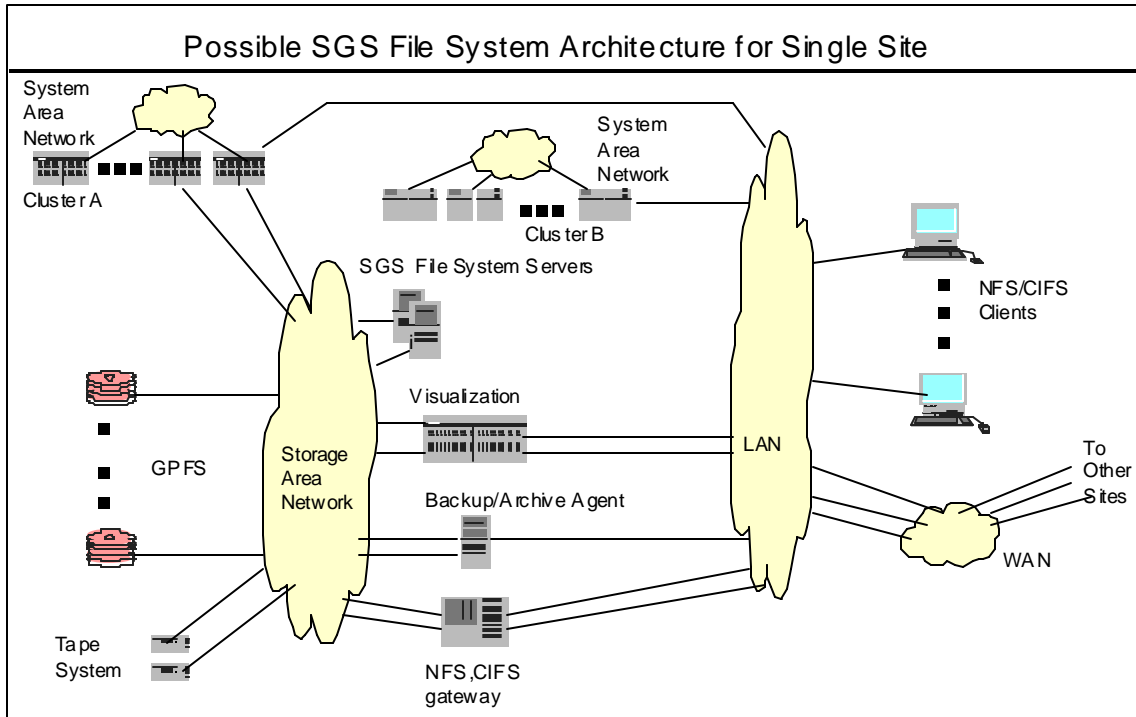 Possible SGS File System Architecture for Single Site
System
Area
Network
Cluster A
System
Area
Network
Cluster B
SGS File System Servers
NFS/CIFS
Clients
Visualization
GPFS
Storage
Area
Network
LAN
To
Other
Sites
Backup/Archive Agent
WAN
Tape
System
NFS,CIFS
gateway